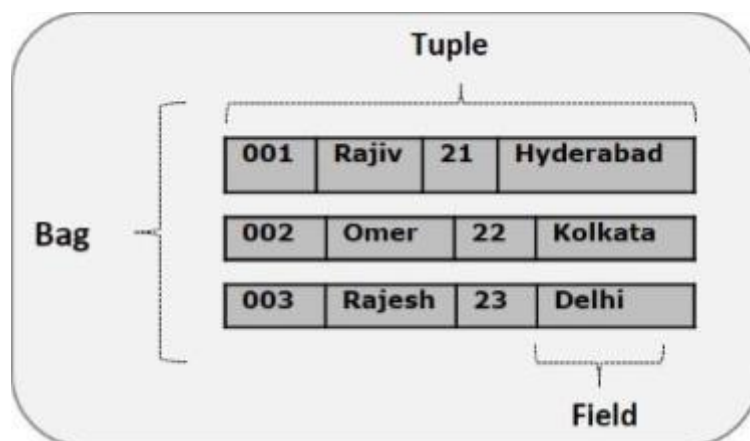 Tuple
001 Rajiv 21 Hyderabad
Bag
002 Omer 22 Kolkata
003 Rajesh 23 Delhi
Field